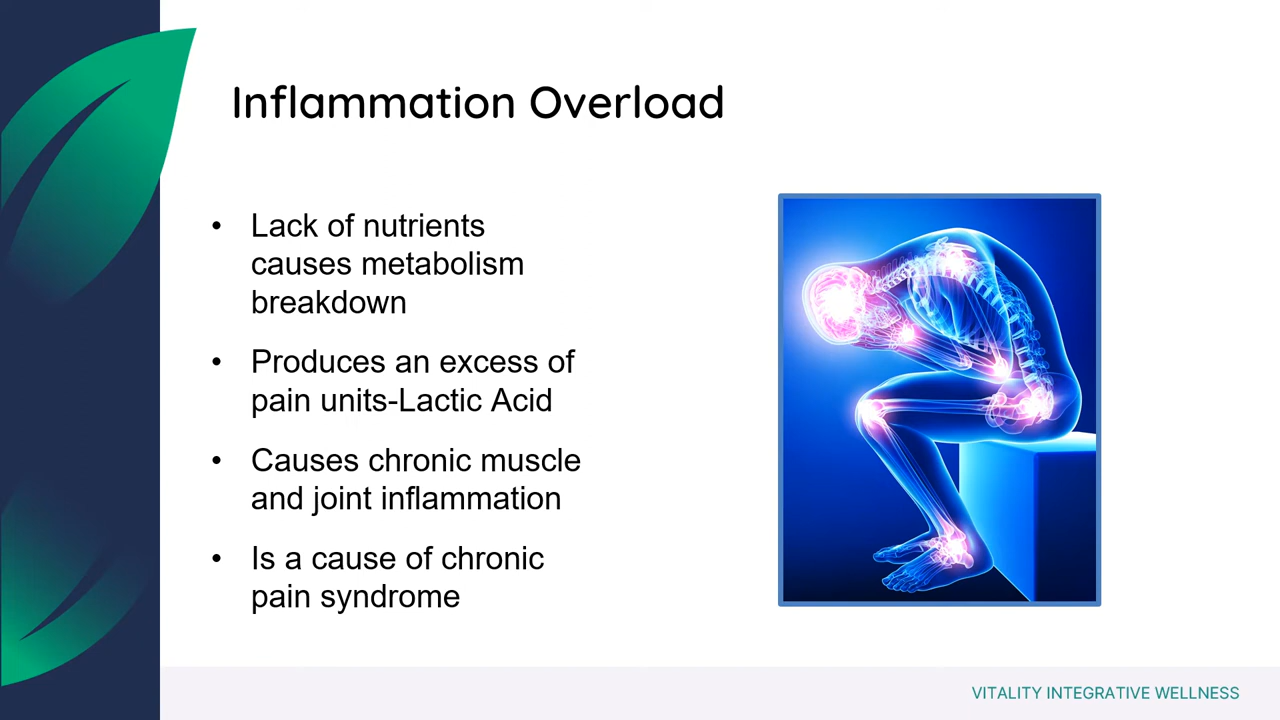 Inflammation Overload
• Lack of nutrients
causes metabolism
breakdown
• Produces an excess of
pain units-Lactic Acid
• Causes chronic muscle
and joint inflammation
• Is a cause of chronic
pain syndrome
VITALITY INTEGRATIVE WELLNESS